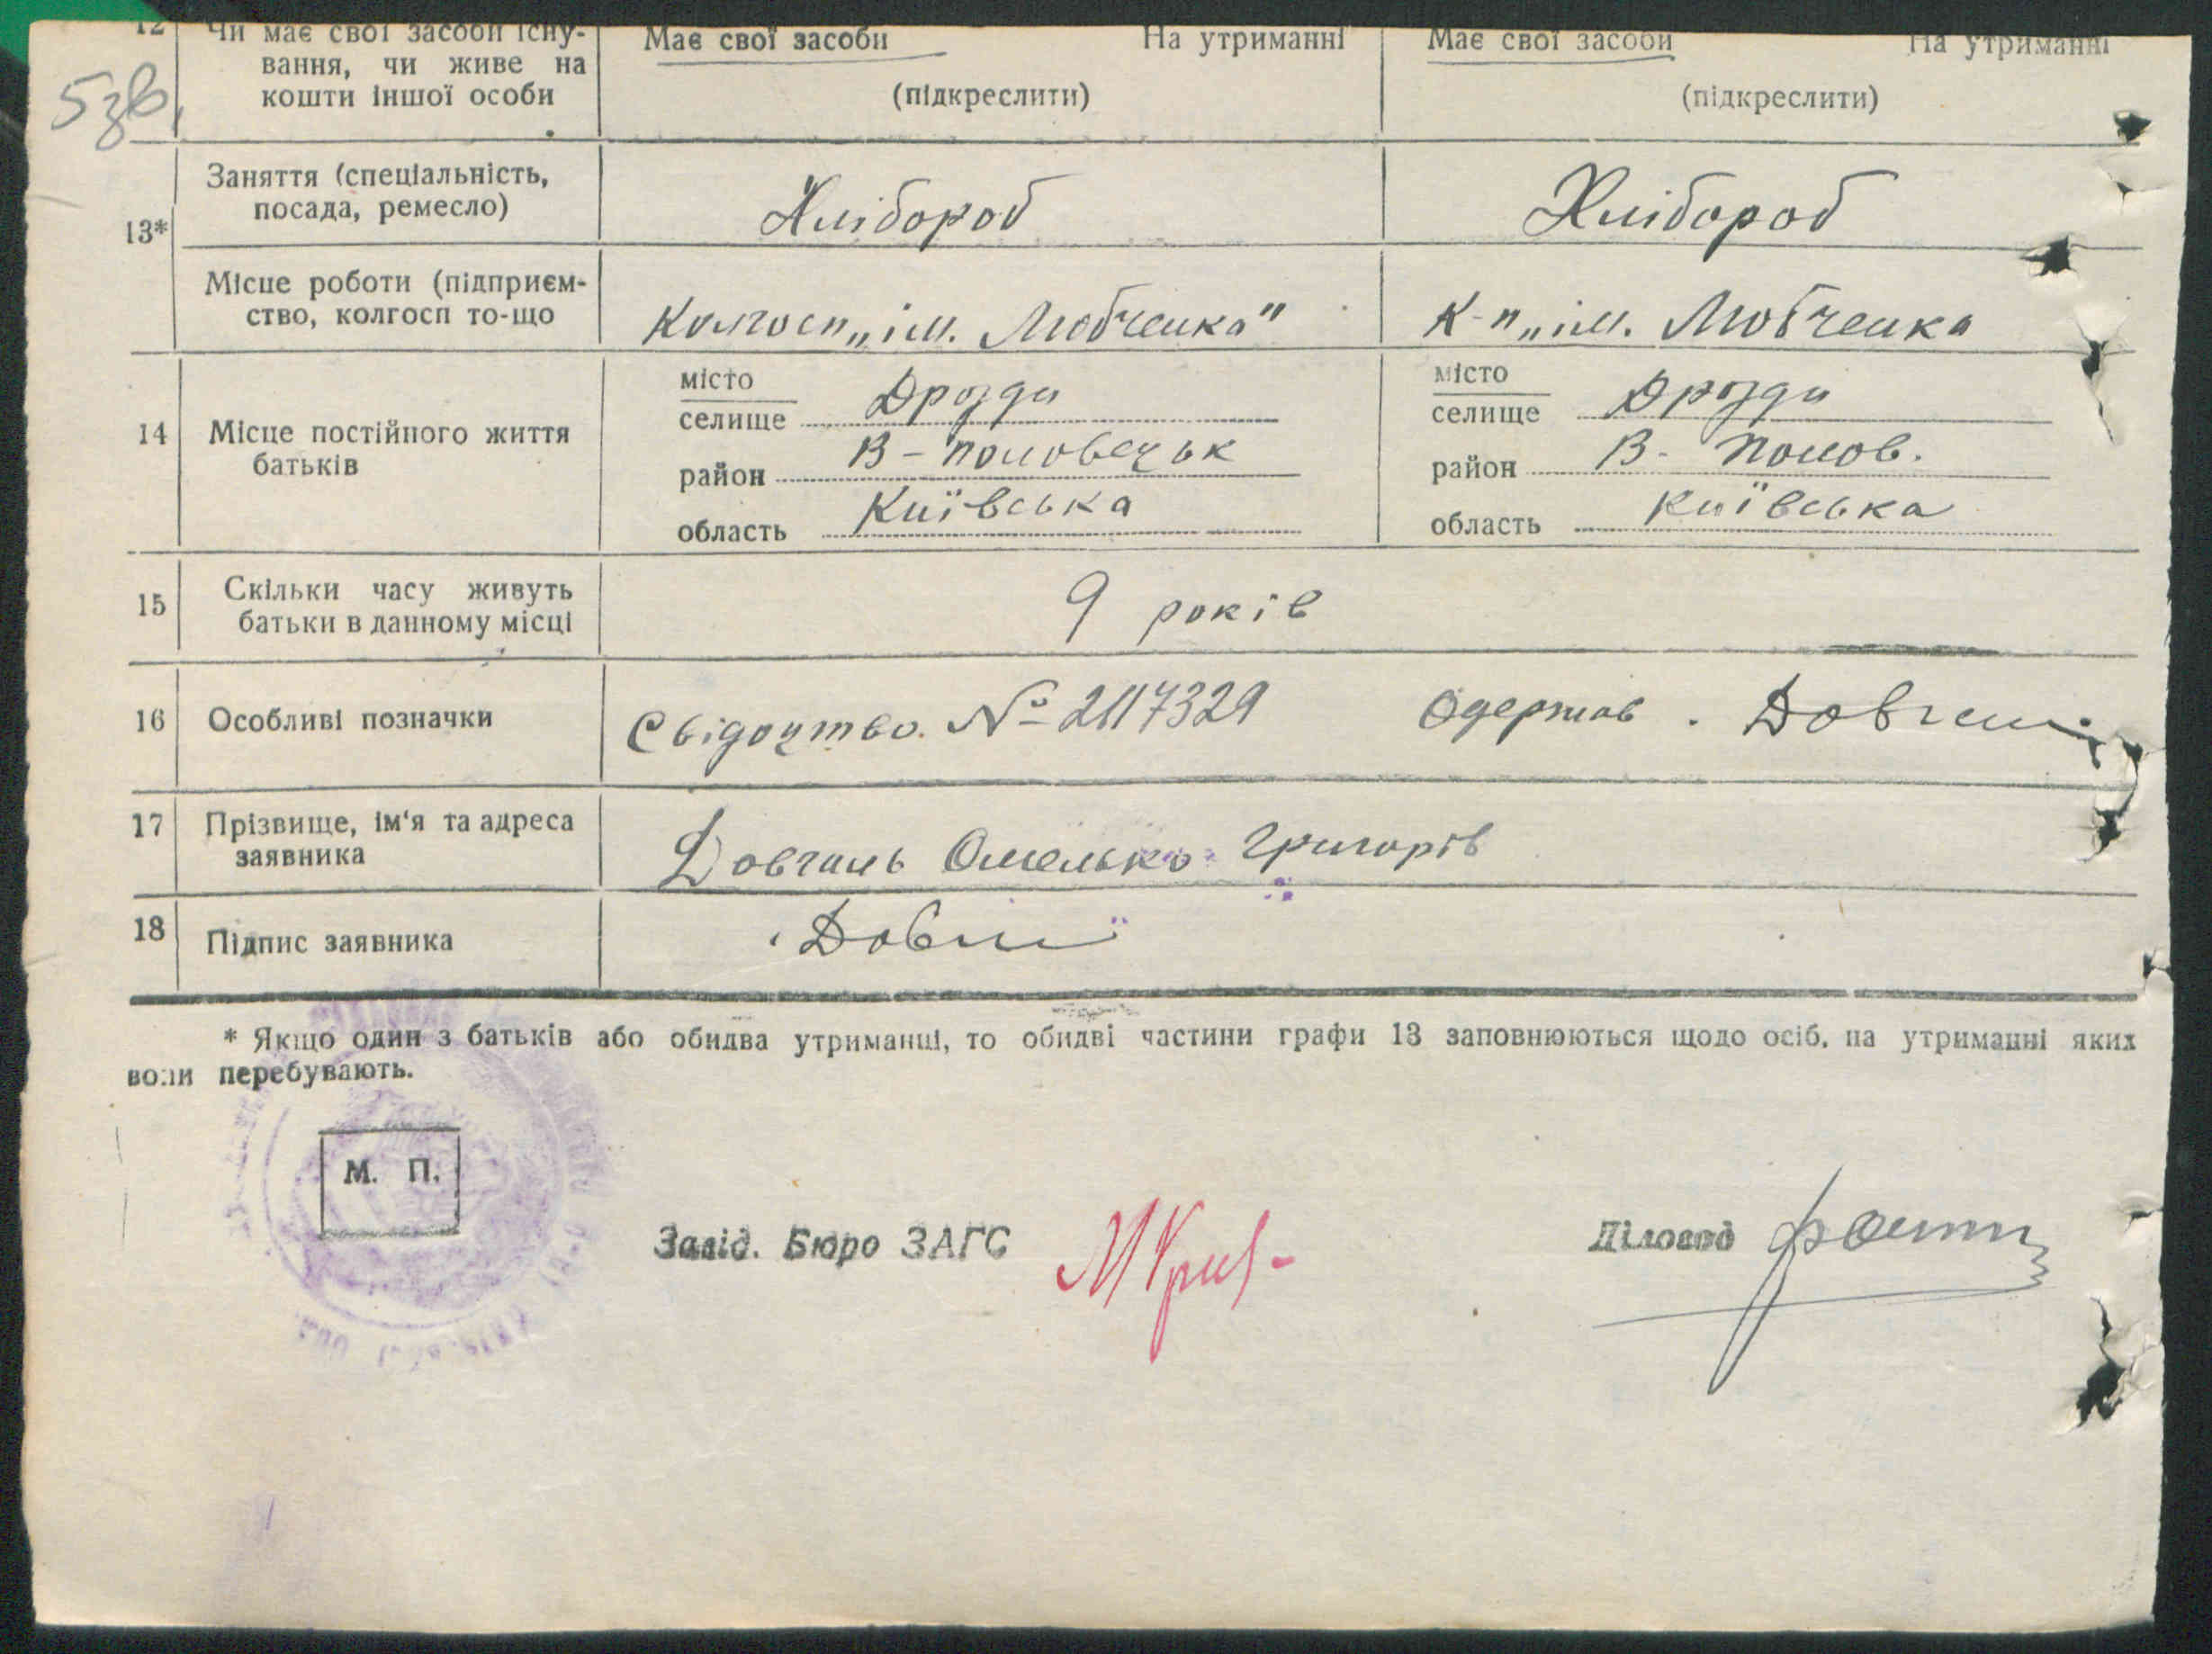 12 Чи має свої засоби існу- Має свої засоби На утриманні Має свої засоби На утриманні
вання, чи живе на
кошти іншої особи (підкреслити) (підкреслити)
5зв.
Заняття (спеціальність,
посада, ремесло) Хлібороб Хлібороб
13*
Місце роботи (підприєм-
ство, колгосп то-що Колгосп „ім. Любченка" К-п „ім. Любченка
місто місто
селище Дрозди селище Дрозди
14 Місце постійного життя
батьків
район В-Половецьк район В-Полов.
область Київська область Київська
15 Скільки часу живуть
батьки в данному місці 9 років
16 Особливі позначки Свідоцтво № 2117329 Одержав.
17 Прізвище, ім'я та адреса
заявника Довгаль Омелько Григорів
18 Підпис заявника
* Якщо один з батьків або обидва утриманці, то обидві частини графи 13 заповнюються щодо осіб, на утриманні яких
вони перебувають.
М. П.
Завід. Бюро ЗАГС Діловод